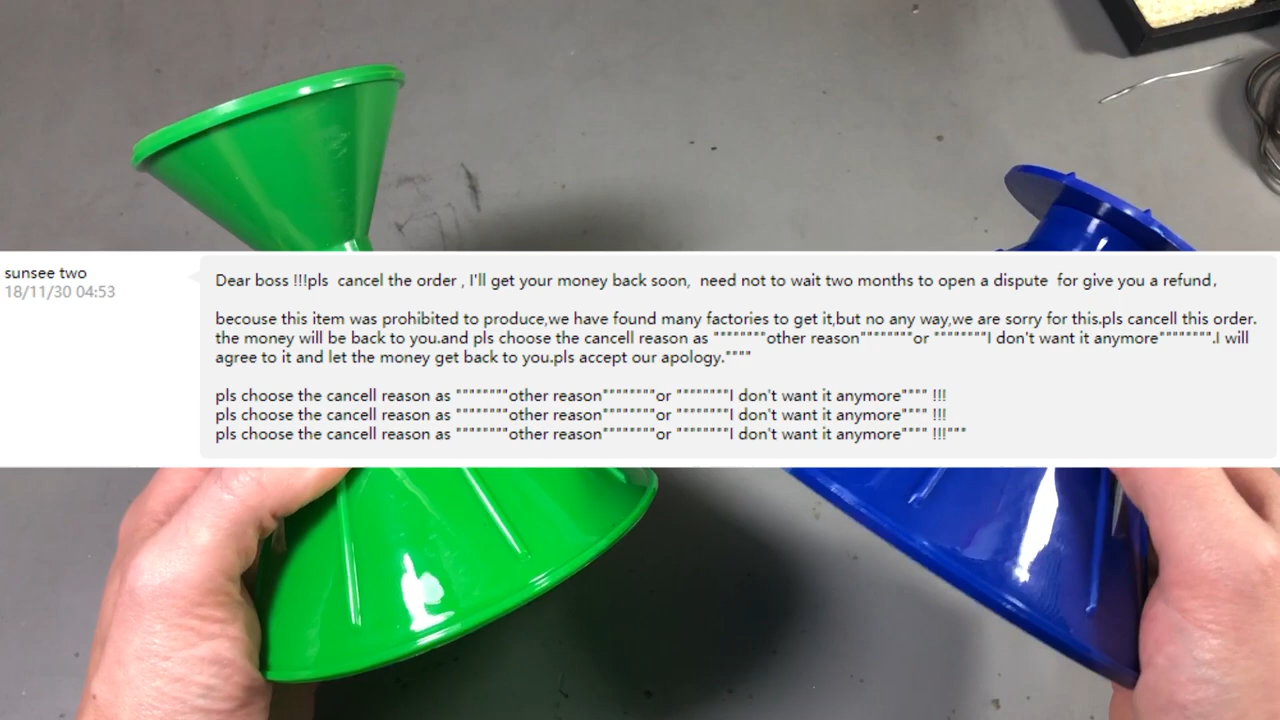 sunsee two
18/11/30 04:53
Dear boss !!!pls  cancel the order , I'll get your money back soon,  need not to wait two months to open a dispute  for give you a refund,
becouse this item was prohibited to produce,we have found many factories to get it,but no any way,we are sorry for this.pls cancell this order.
the money will be back to you.and pls choose the cancell reason as """"""""other reason""""""""or """"""""I don't want it anymore"""""""".I will
agree to it and let the money get back to you.pls accept our apology.""""
pls choose the cancell reason as """"""""other reason""""""""or """"""""I don't want it anymore"""" !!!
pls choose the cancell reason as """"""""other reason""""""""or """"""""I don't want it anymore"""" !!!
pls choose the cancell reason as """"""""other reason""""""""or """"""""I don't want it anymore"""" !!!"""